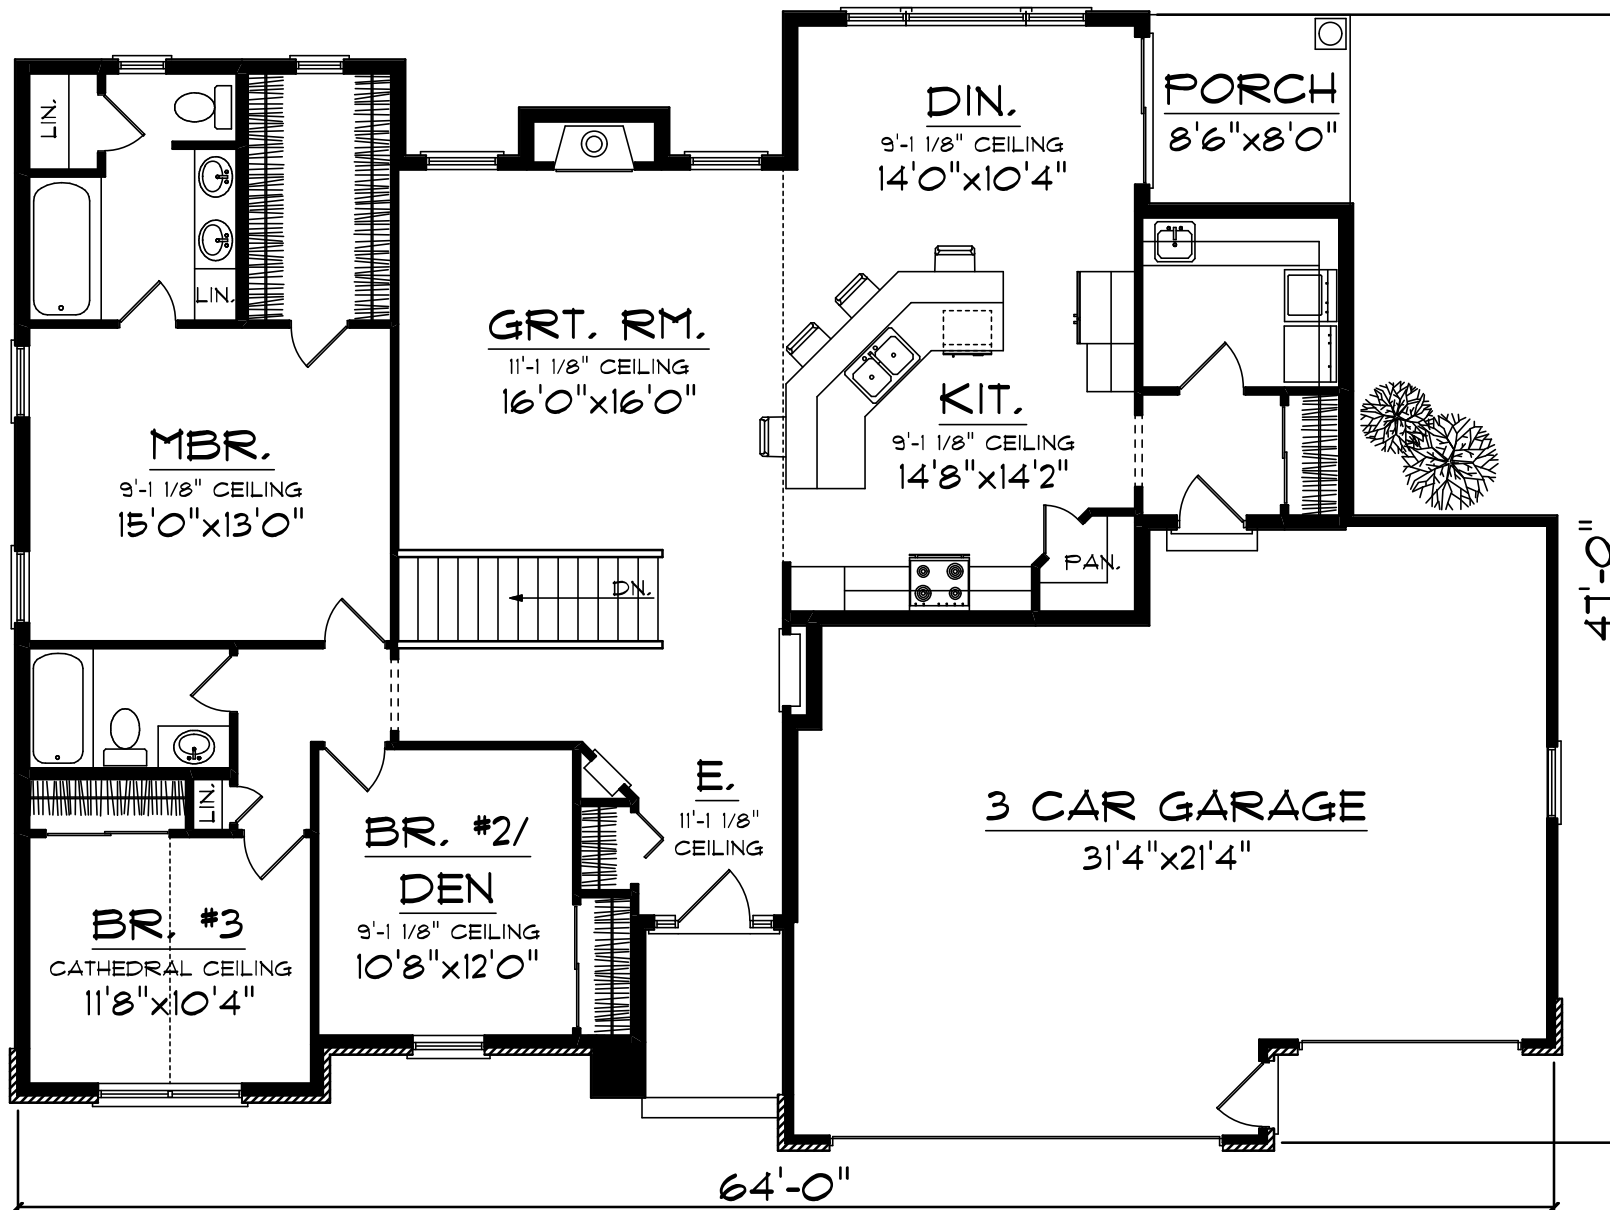 LIN.
DIN.
9'-1 1/8" CEILING
14'0"x10'4"
PORCH
8'6"x8'0"
LIN.
GRT. RM.
11'-1 1/8" CEILING
16'0"x16'0"
KIT.
9'-1 1/8" CEILING
14'8"x14'2"
MBR.
9'-1 1/8" CEILING
15'0"x13'0"
PAN.
DN.
47'-0"
LIN.
E.
11'-1 1/8"
CEILING
3 CAR GARAGE
31'4"x21'4"
BR. #2/
DEN
9'-1 1/8" CEILING
10'8"x12'0"
BR. #3
CATHEDRAL CEILING
11'8"x10'4"
64'-0"